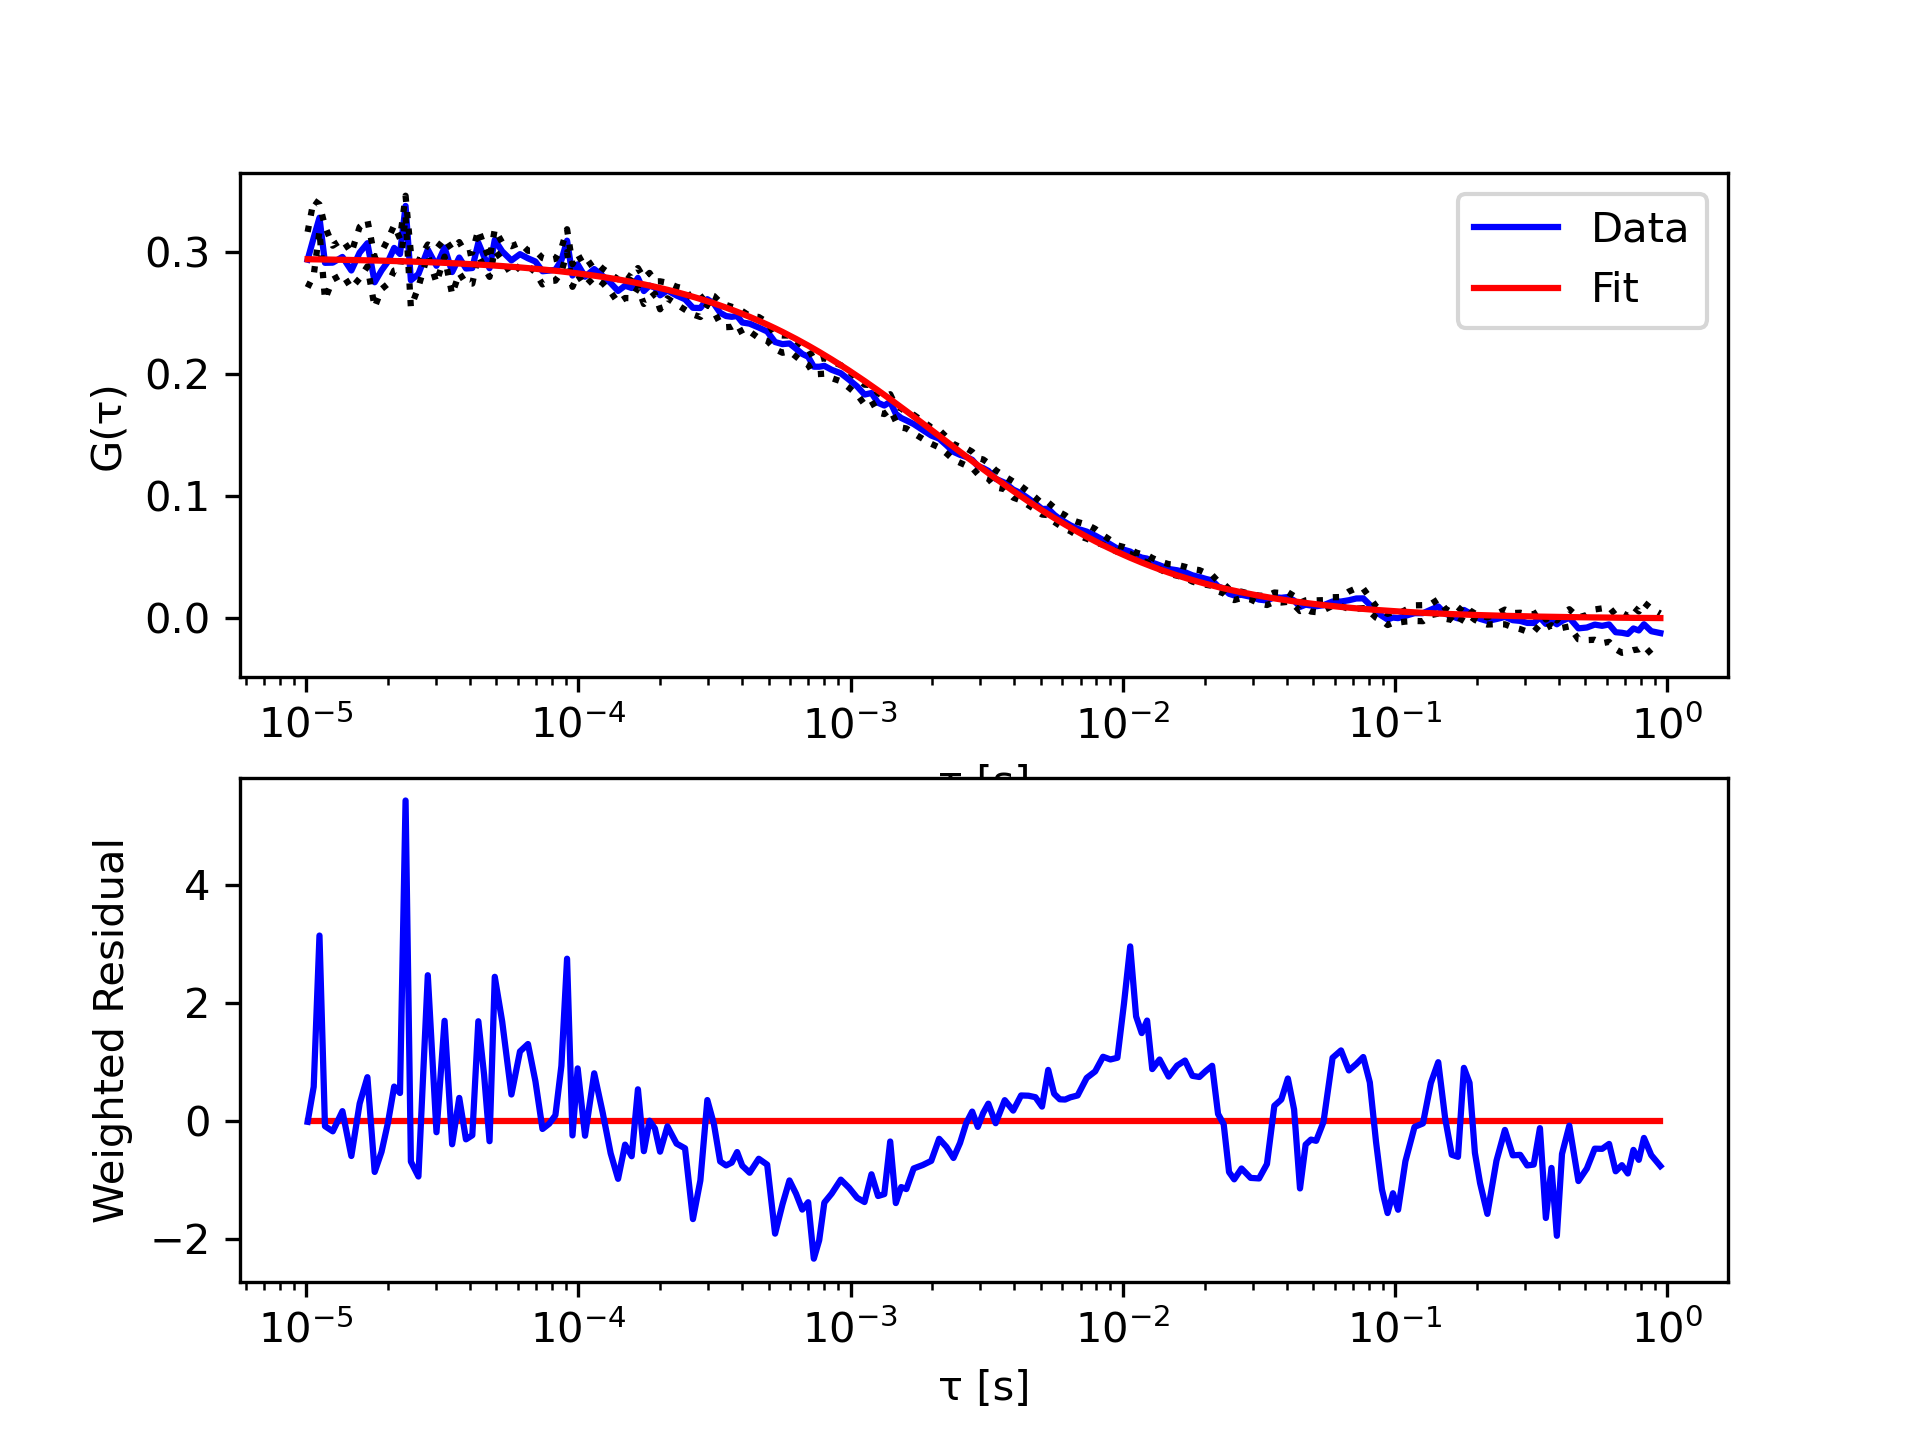 G(τ)
0.3
0.2
0.1
0.0
Data
Fit
10⁻⁵ 10⁻⁴ 10⁻³ 10⁻² 10⁻¹ 10⁰
τ [s]
Weighted Residual
4
2
0
−2
10⁻⁵ 10⁻⁴ 10⁻³ 10⁻² 10⁻¹ 10⁰
τ [s]